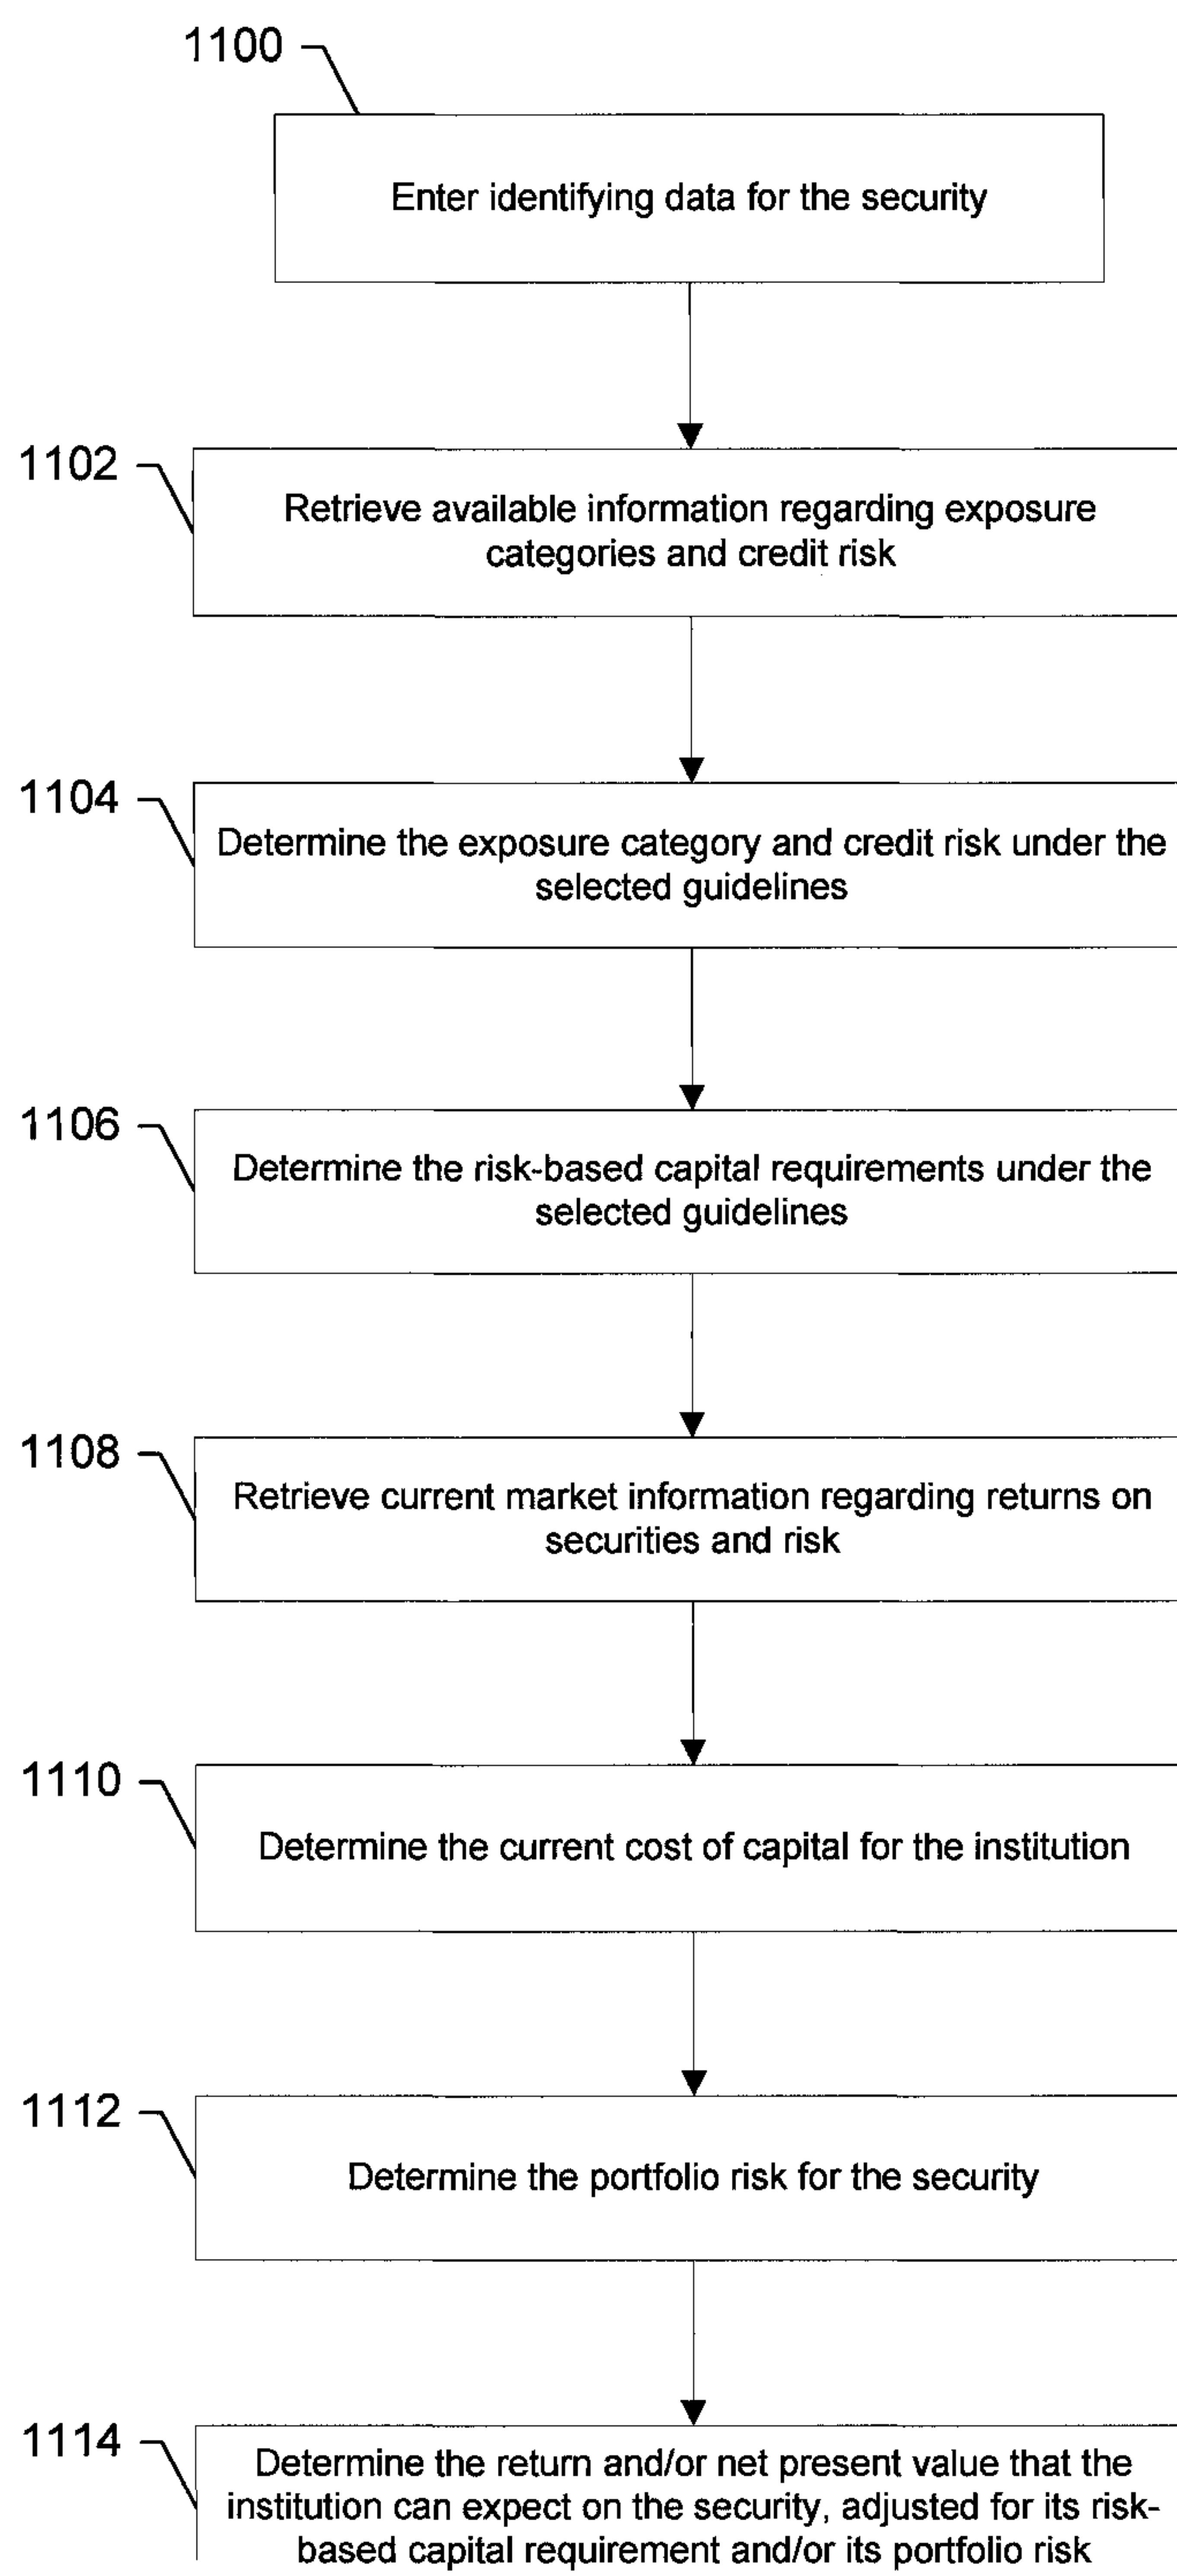 1100
Enter identifying data for the security
1102
Retrieve available information regarding exposure
categories and credit risk
1104
Determine the exposure category and credit risk under the
selected guidelines
1106
Determine the risk-based capital requirements under the
selected guidelines
1108
Retrieve current market information regarding returns on
securities and risk
1110
Determine the current cost of capital for the institution
1112
Determine the portfolio risk for the security
1114
Determine the return and/or net present value that the
institution can expect on the security, adjusted for its risk-
based capital requirement and/or its portfolio risk